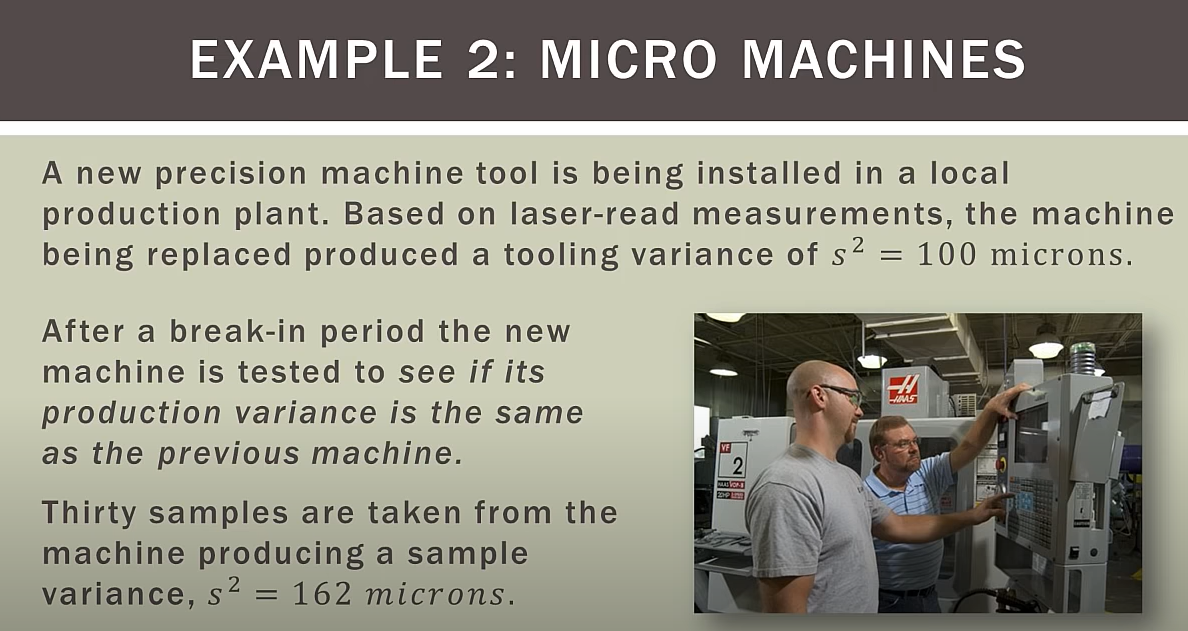 EXAMPLE 2: MICRO MACHINES
A new precision machine tool is being installed in a local
production plant. Based on laser-read measurements, the machine
being replaced produced a tooling variance of s² = 100 microns.
After a break-in period the new
machine is tested to see if its
production variance is the same
as the previous machine.
Thirty samples are taken from the
machine producing a sample
variance, s² = 162 microns.
HAAS
VF
2
HAAS VOP-B
20HP